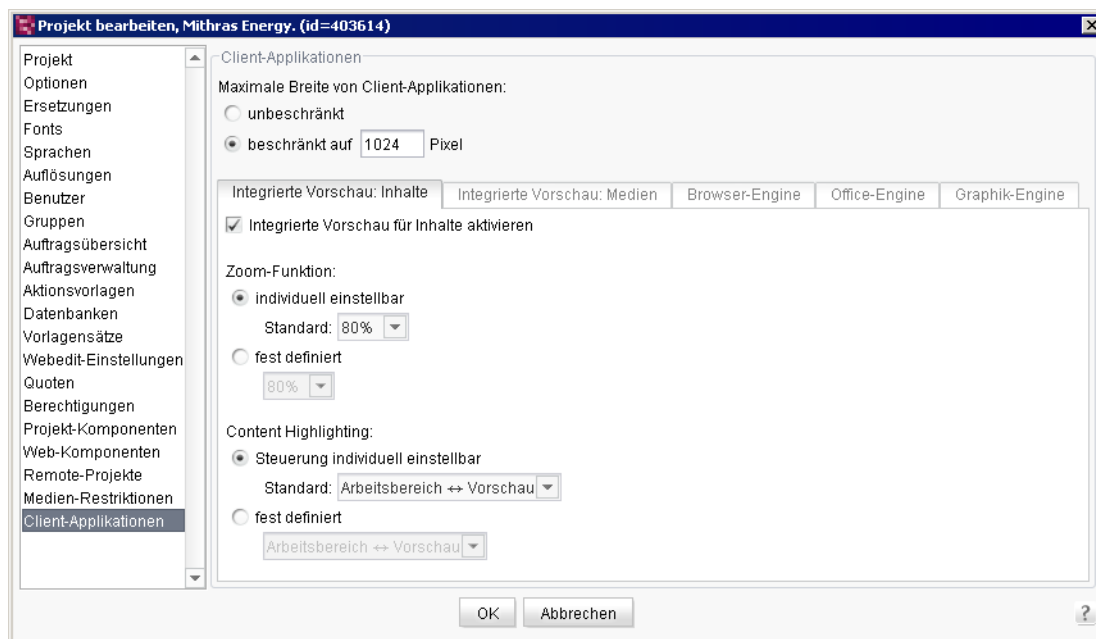 Projekt bearbeiten, Mithras Energy. (id=403614)
Projekt
Optionen
Ersetzungen
Fonts
Sprachen
Auflösungen
Benutzer
Gruppen
Auftragsübersicht
Auftragsverwaltung
Aktionsvorlagen
Datenbanken
Vorlagensätze
Webedit-Einstellungen
Quoten
Berechtigungen
Projekt-Komponenten
Web-Komponenten
Remote-Projekte
Medien-Restriktionen
Client-Applikationen
Client-Applikationen
Maximale Breite von Client-Applikationen:
unbeschränkt
beschränkt auf 1024 Pixel
Integrierte Vorschau: Inhalte Integrierte Vorschau: Medien Browser-Engine Office-Engine Graphik-Engine
Integrierte Vorschau für Inhalte aktivieren
Zoom-Funktion:
individuell einstellbar
Standard: 80%
fest definiert
80%
Content Highlighting:
Steuerung individuell einstellbar
Standard: Arbeitsbereich ↔ Vorschau
fest definiert
Arbeitsbereich ↔ Vorschau
OK Abbrechen ?